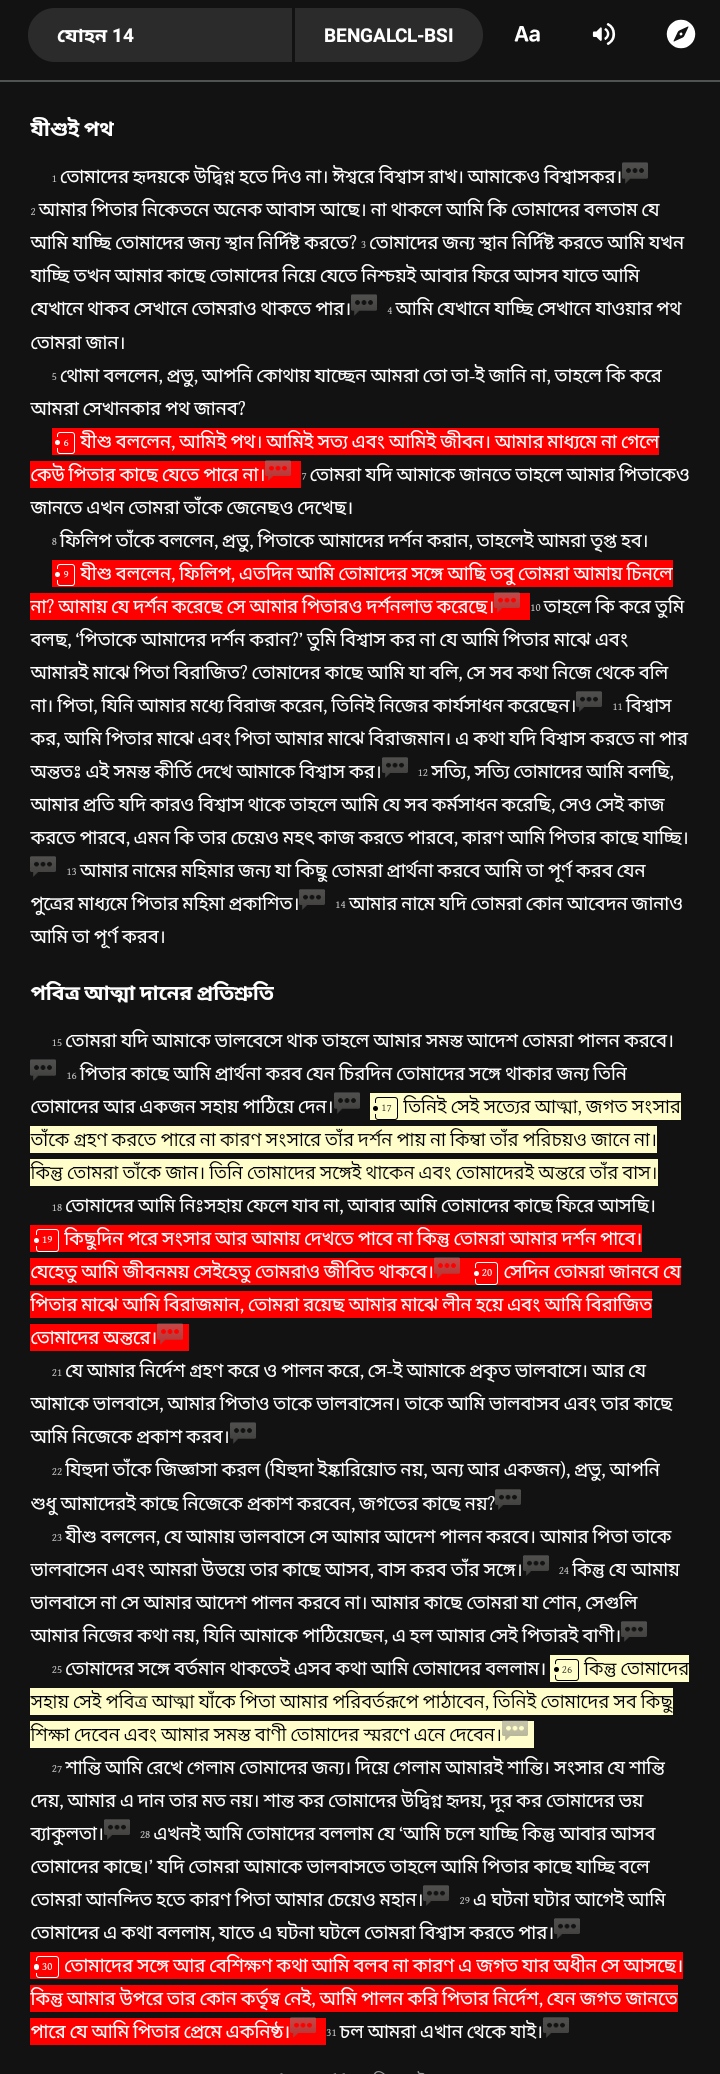 যোহন 14 BENGALCL-BSI Aa
যীশুই পথ
1 তোমাদের হৃদয়কে উদ্বিগ্ন হতে দিও না। ঈশ্বরে বিশ্বাস রাখ। আমাকেও বিশ্বাসকর।
2 আমার পিতার নিকেতনে অনেক আবাস আছে। না থাকলে আমি কি তোমাদের বলতাম যে
আমি যাচ্ছি তোমাদের জন্য স্থান নির্দিষ্ট করতে? 3 তোমাদের জন্য স্থান নির্দিষ্ট করতে আমি যখন
যাচ্ছি তখন আমার কাছে তোমাদের নিয়ে যেতে নিশ্চয়ই আবার ফিরে আসব যাতে আমি
যেখানে থাকব সেখানে তোমরাও থাকতে পার। 4 আমি যেখানে যাচ্ছি সেখানে যাওয়ার পথ
তোমরা জান।
5 থোমা বললেন, প্রভু, আপনি কোথায় যাচ্ছেন আমরা তো তা-ই জানি না, তাহলে কি করে
আমরা সেখানকার পথ জানব?
6 যীশু বললেন, আমিই পথ। আমিই সত্য এবং আমিই জীবন। আমার মাধ্যমে না গেলে
কেউ পিতার কাছে যেতে পারে না। 7 তোমরা যদি আমাকে জানতে তাহলে আমার পিতাকেও
জানতে এখন তোমরা তাঁকে জেনেছও দেখেছ।
8 ফিলিপ তাঁকে বললেন, প্রভু, পিতাকে আমাদের দর্শন করান, তাহলেই আমরা তৃপ্ত হব।
9 যীশু বললেন, ফিলিপ, এতদিন আমি তোমাদের সঙ্গে আছি তবু তোমরা আমায় চিনলে
না? আমায় যে দর্শন করেছে সে আমার পিতারও দর্শনলাভ করেছে। 10 তাহলে কি করে তুমি
বলছ, ‘পিতাকে আমাদের দর্শন করান?’ তুমি বিশ্বাস কর না যে আমি পিতার মাঝে এবং
আমারই মাঝে পিতা বিরাজিত? তোমাদের কাছে আমি যা বলি, সে সব কথা নিজে থেকে বলি
না। পিতা, যিনি আমার মধ্যে বিরাজ করেন, তিনিই নিজের কার্যসাধন করেছেন। 11 বিশ্বাস
কর, আমি পিতার মাঝে এবং পিতা আমার মাঝে বিরাজমান। এ কথা যদি বিশ্বাস করতে না পার
অন্ততঃ এই সমস্ত কীর্তি দেখে আমাকে বিশ্বাস কর। 12 সত্যি, সত্যি তোমাদের আমি বলছি,
আমার প্রতি যদি কারও বিশ্বাস থাকে তাহলে আমি যে সব কর্মসাধন করেছি, সেও সেই কাজ
করতে পারবে, এমন কি তার চেয়েও মহৎ কাজ করতে পারবে, কারণ আমি পিতার কাছে যাচ্ছি।
13 আমার নামের মহিমার জন্য যা কিছু তোমরা প্রার্থনা করবে আমি তা পূর্ণ করব যেন
পুত্রের মাধ্যমে পিতার মহিমা প্রকাশিত। 14 আমার নামে যদি তোমরা কোন আবেদন জানাও
আমি তা পূর্ণ করব।
পবিত্র আত্মা দানের প্রতিশ্রুতি
15 তোমরা যদি আমাকে ভালবেসে থাক তাহলে আমার সমস্ত আদেশ তোমরা পালন করবে।
16 পিতার কাছে আমি প্রার্থনা করব যেন চিরদিন তোমাদের সঙ্গে থাকার জন্য তিনি
তোমাদের আর একজন সহায় পাঠিয়ে দেন। 17 তিনিই সেই সত্যের আত্মা, জগত সংসার
তাঁকে গ্রহণ করতে পারে না কারণ সংসারে তাঁর দর্শন পায় না কিম্বা তাঁর পরিচয়ও জানে না।
কিন্তু তোমরা তাঁকে জান। তিনি তোমাদের সঙ্গেই থাকেন এবং তোমাদেরই অন্তরে তাঁর বাস।
18 তোমাদের আমি নিঃসহায় ফেলে যাব না, আবার আমি তোমাদের কাছে ফিরে আসছি।
19 কিছুদিন পরে সংসার আর আমায় দেখতে পাবে না কিন্তু তোমরা আমার দর্শন পাবে।
যেহেতু আমি জীবনময় সেইহেতু তোমরাও জীবিত থাকবে। 20 সেদিন তোমরা জানবে যে
পিতার মাঝে আমি বিরাজমান, তোমরা রয়েছ আমার মাঝে লীন হয়ে এবং আমি বিরাজিত
তোমাদের অন্তরে।
21 যে আমার নির্দেশ গ্রহণ করে ও পালন করে, সে-ই আমাকে প্রকৃত ভালবাসে। আর যে
আমাকে ভালবাসে, আমার পিতাও তাকে ভালবাসেন। তাকে আমি ভালবাসব এবং তার কাছে
আমি নিজেকে প্রকাশ করব।
22 যিহুদা তাঁকে জিজ্ঞাসা করল (যিহুদা ইষ্কারিয়োত নয়, অন্য আর একজন), প্রভু, আপনি
শুধু আমাদেরই কাছে নিজেকে প্রকাশ করবেন, জগতের কাছে নয়?
23 যীশু বললেন, যে আমায় ভালবাসে সে আমার আদেশ পালন করবে। আমার পিতা তাকে
ভালবাসেন এবং আমরা উভয়ে তার কাছে আসব, বাস করব তাঁর সঙ্গে। 24 কিন্তু যে আমায়
ভালবাসে না সে আমার আদেশ পালন করবে না। আমার কাছে তোমরা যা শোন, সেগুলি
আমার নিজের কথা নয়, যিনি আমাকে পাঠিয়েছেন, এ হল আমার সেই পিতারই বাণী।
25 তোমাদের সঙ্গে বর্তমান থাকতেই এসব কথা আমি তোমাদের বললাম। 26 কিন্তু তোমাদের
সহায় সেই পবিত্র আত্মা যাঁকে পিতা আমার পরিবর্তরূপে পাঠাবেন, তিনিই তোমাদের সব কিছু
শিক্ষা দেবেন এবং আমার সমস্ত বাণী তোমাদের স্মরণে এনে দেবেন।
27 শান্তি আমি রেখে গেলাম তোমাদের জন্য। দিয়ে গেলাম আমারই শান্তি। সংসার যে শান্তি
দেয়, আমার এ দান তার মত নয়। শান্ত কর তোমাদের উদ্বিগ্ন হৃদয়, দূর কর তোমাদের ভয়
ব্যাকুলতা। 28 এখনই আমি তোমাদের বললাম যে ‘আমি চলে যাচ্ছি কিন্তু আবার আসব
তোমাদের কাছে।’ যদি তোমরা আমাকে ভালবাসতে তাহলে আমি পিতার কাছে যাচ্ছি বলে
তোমরা আনন্দিত হতে কারণ পিতা আমার চেয়েও মহান। 29 এ ঘটনা ঘটার আগেই আমি
তোমাদের এ কথা বললাম, যাতে এ ঘটনা ঘটলে তোমরা বিশ্বাস করতে পার।
30 তোমাদের সঙ্গে আর বেশিক্ষণ কথা আমি বলব না কারণ এ জগত যার অধীন সে আসছে।
কিন্তু আমার উপরে তার কোন কর্তৃত্ব নেই, আমি পালন করি পিতার নির্দেশ, যেন জগত জানতে
পারে যে আমি পিতার প্রেমে একনিষ্ঠ। 31 চল আমরা এখান থেকে যাই।